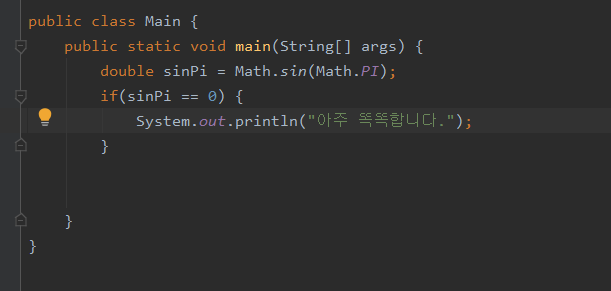 public class Main {
public static void main(String[] args) {
double sinPi = Math.sin(Math.PI);
if(sinPi == 0) {
System.out.println("아주 똑똑합니다.");
}
}
}